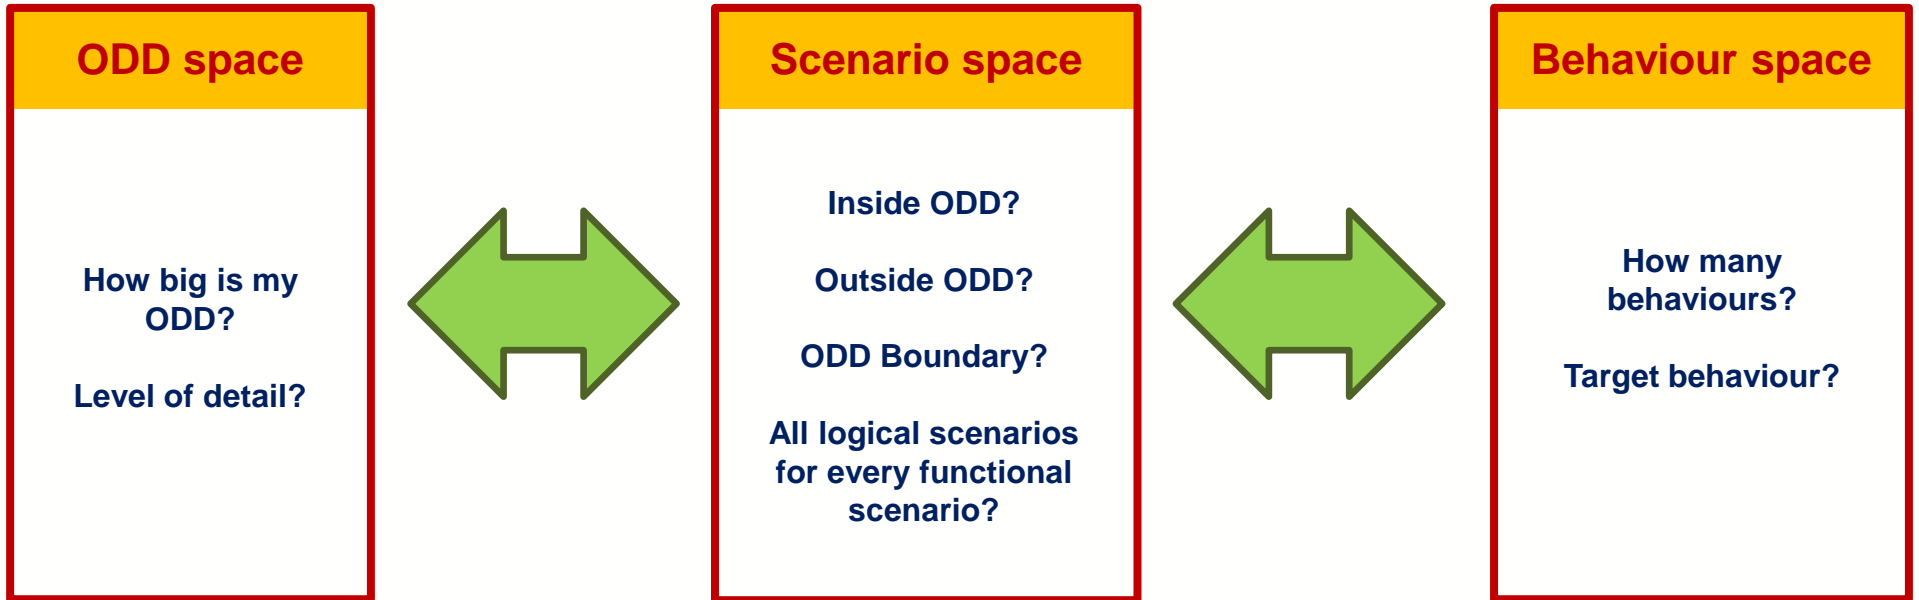 ODD space
How big is my
ODD?
Level of detail?
Scenario space
Inside ODD?
Outside ODD?
ODD Boundary?
All logical scenarios
for every functional
scenario?
Behaviour space
How many
behaviours?
Target behaviour?